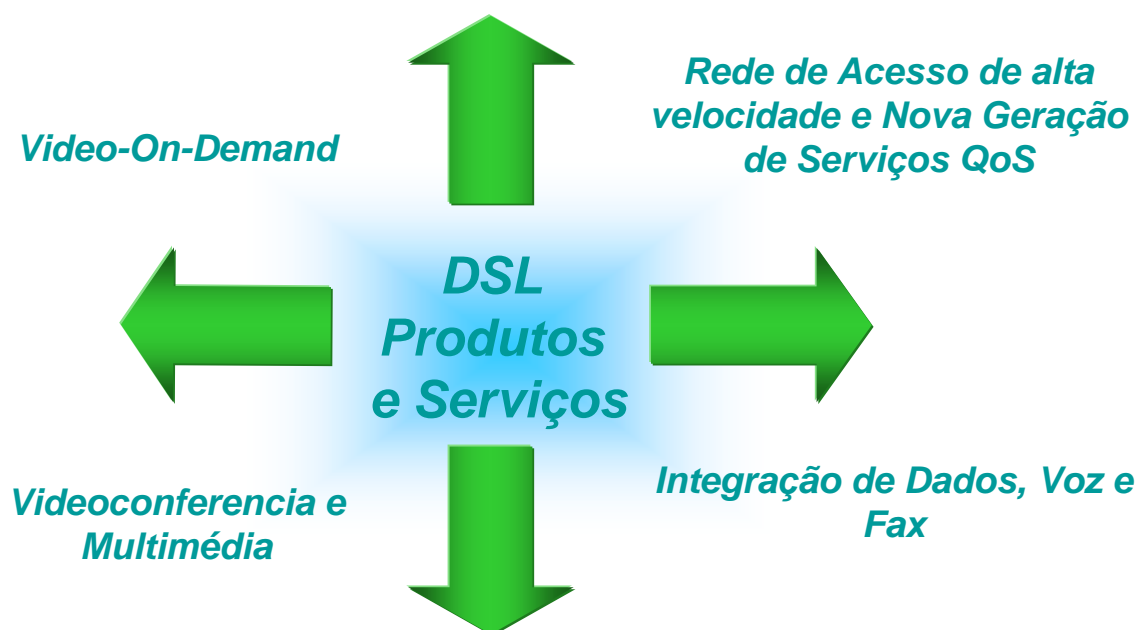 Video-On-Demand
Rede de Acesso de alta
velocidade e Nova Geração
de Serviços QoS
DSL
Produtos
e Serviços
Videoconferencia e
Multimédia
Integração de Dados, Voz e
Fax